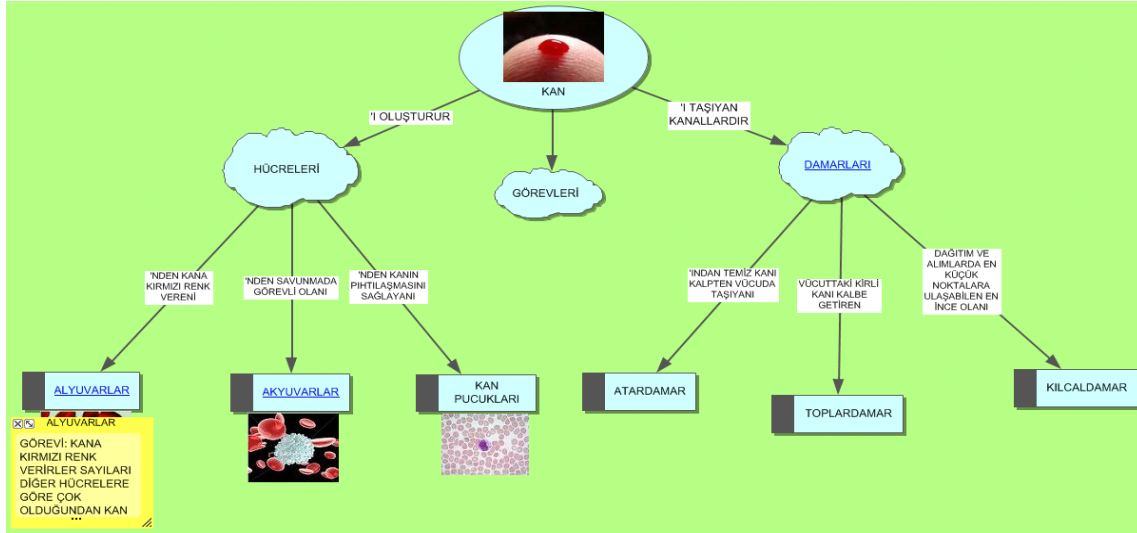 KAN
'I OLUŞTURUR
'I TAŞIYAN
KANALLARDIR
HÜCRELERİ
GÖREVLERİ
DAMARLARI
'NDEN KANA
KIRMIZI RENK
VERENİ
'NDEN SAVUNMADA
GÖREVLİ OLANI
'NDEN KANIN
PIHTILAŞMASINI
SAĞLAYANI
'INDAN TEMİZ KANI
KALPTEN VÜCUDA
TAŞIYANI
VÜCUTTAKİ KİRLİ
KANI KALBE
GETİREN
DAĞITIM VE
ALIMLARDA EN
KÜÇÜK
NOKTALARA
ULAŞABİLEN EN
İNCE OLANI
ALYUVARLAR
AKYUVARLAR
KAN
PUCUKLARI
ATARDAMAR
TOPLARDAMAR
KILCALDAMAR
ALYUVARLAR
GÖREVİ: KANA
KIRMIZI RENK
VERİRLER SAYILARI
DİĞER HÜCRELERE
GÖRE ÇOK
OLDUĞUNDAN KAN
...